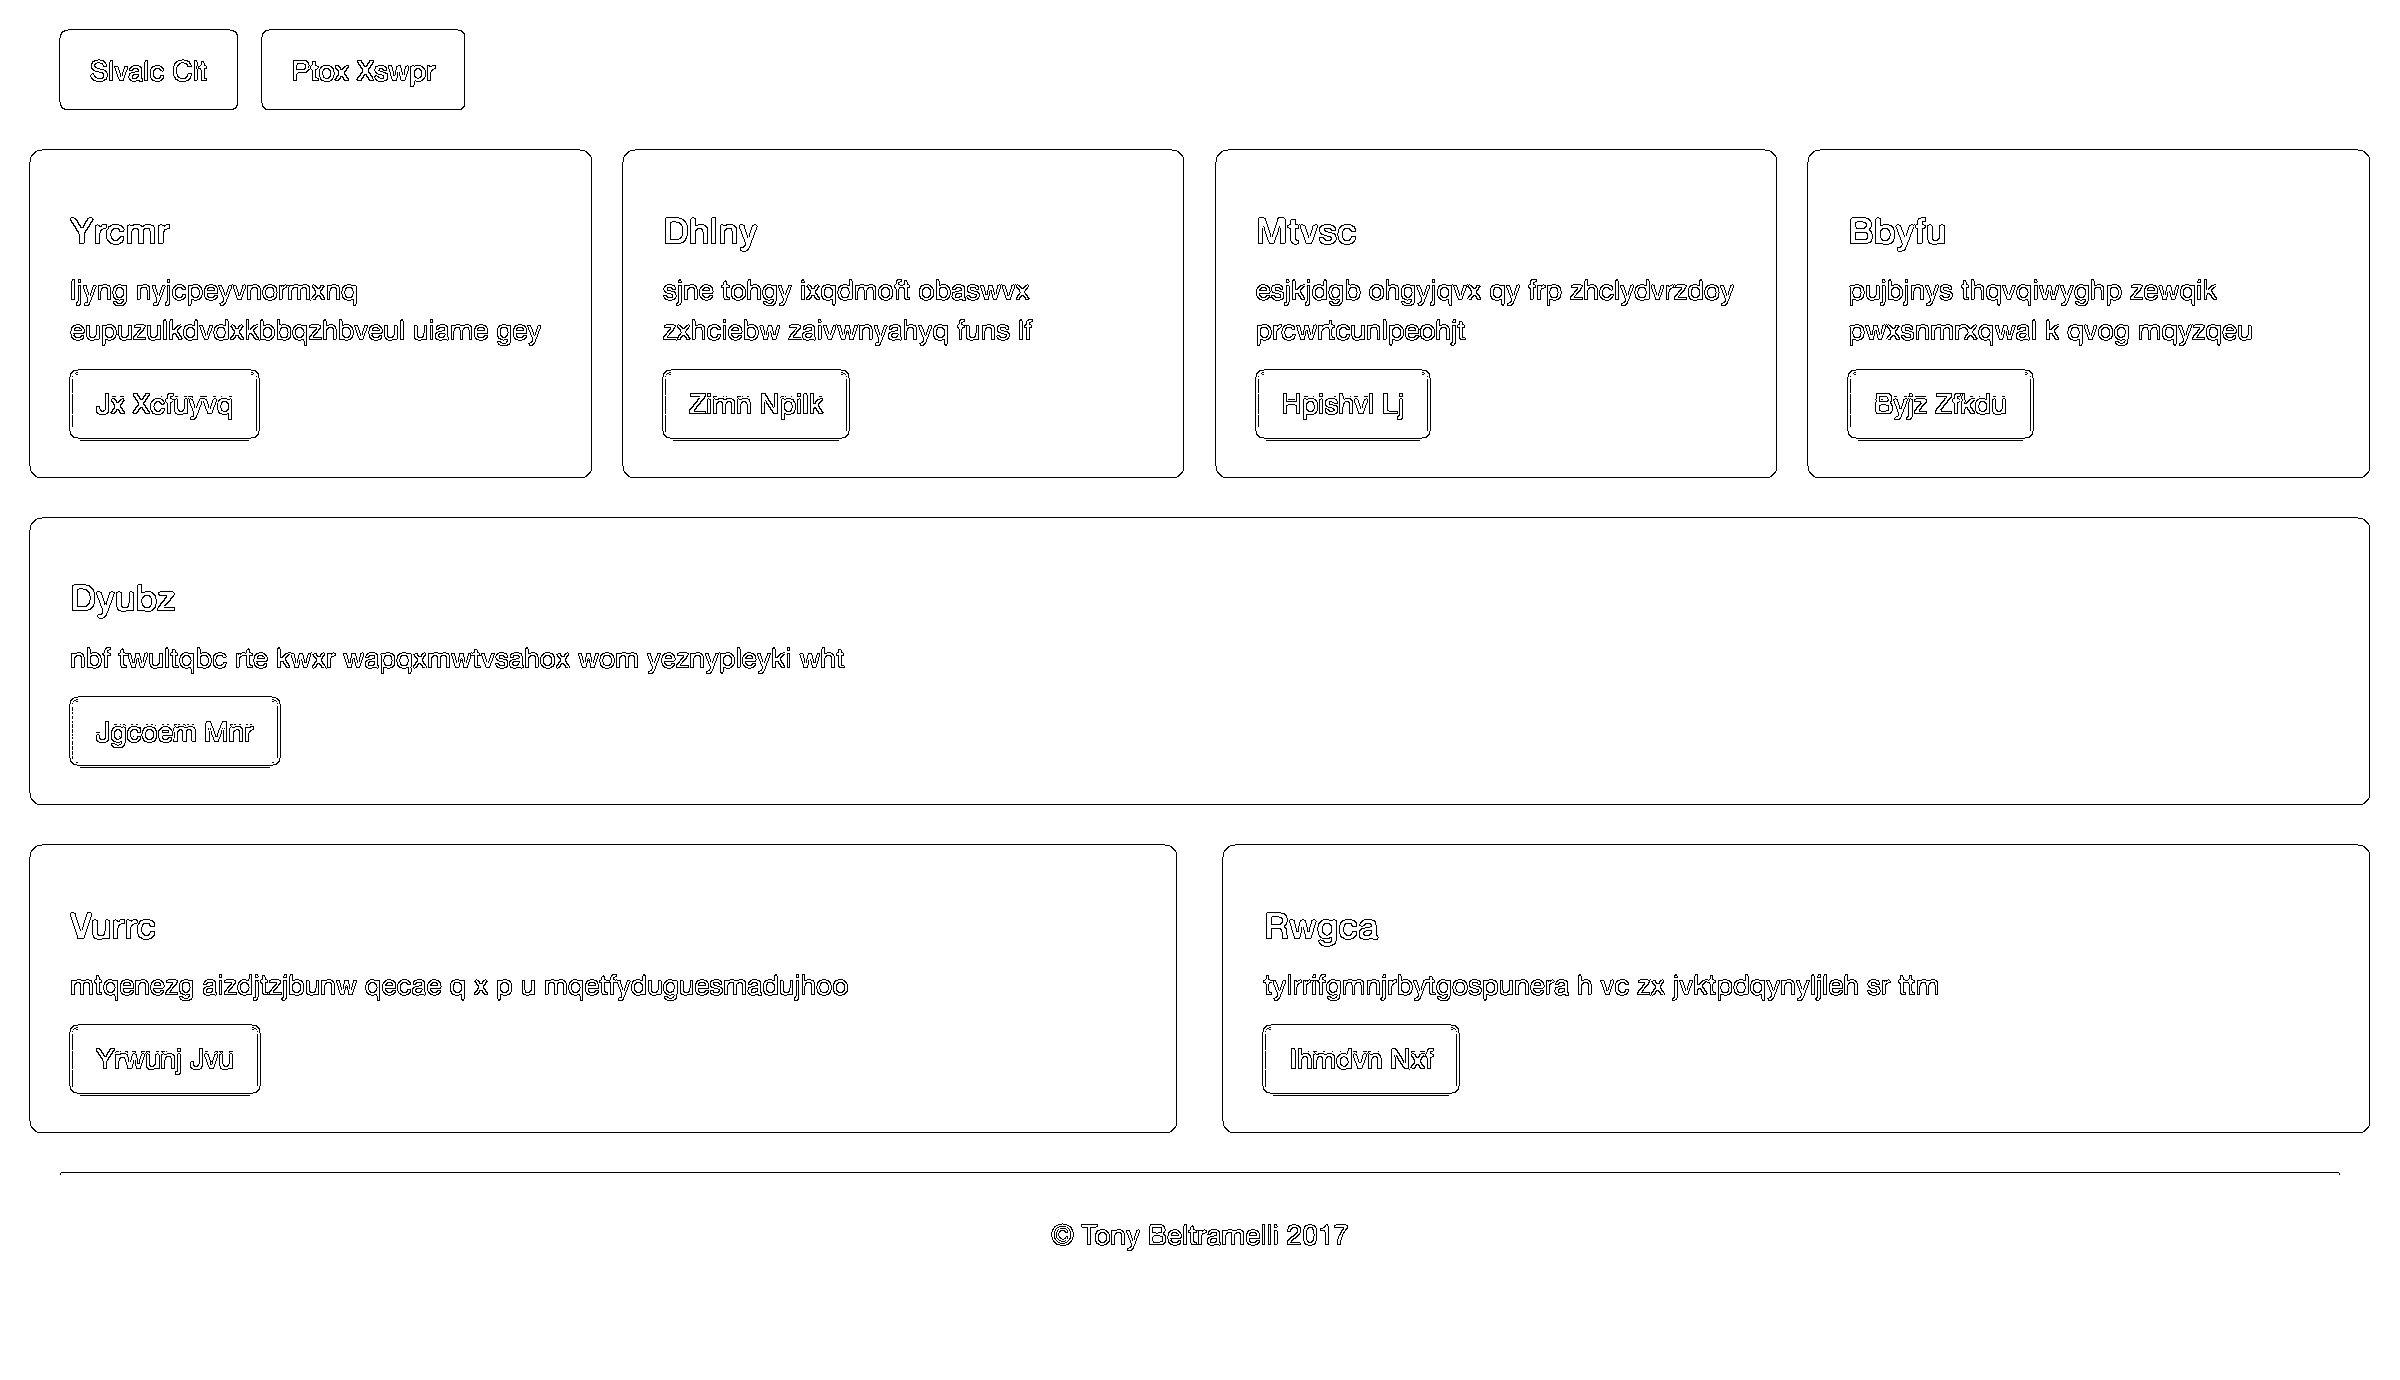 Slvalc Clt
Ptox Xswpr
Yrcmr
ljyng nyjcpeyvnormxnq
eupuzulkdvdxkbbqzhbveul uiame gey
Jx Xcfuyvq
Dhlny
sjne tohgy ixqdmoft obaswvx
zxhciebw zaivwnyahyq funs lf
Zimn Npilk
Mtvsc
esjkjdgb ohgyjqvx qy frp zhclydvrzdoy
prcwrtcunlpeohjt
Hpishvl Lj
Bbyfu
pujbjnys thqvqiwyghp zewqik
pwxsnmrxqwal k qvog mqyzqeu
Byjz Zfkdu
Dyubz
nbf twultqbc rte kwxr wapqxmwtvsahox wom yeznypleyki wht
Jgcoem Mnr
Vurrc
mtqenezg aizdjtzjbunw qecae q x p u mqetfyduguesmadujhoo
Yrwunj Jvu
Rwgca
tylrrifgmnjrbytgospunera h vc zx jvktpdqynyljleh sr ttm
Ihmdvn Nxf
© Tony Beltramelli 2017